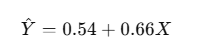 Ŷ = 0.54 + 0.66X